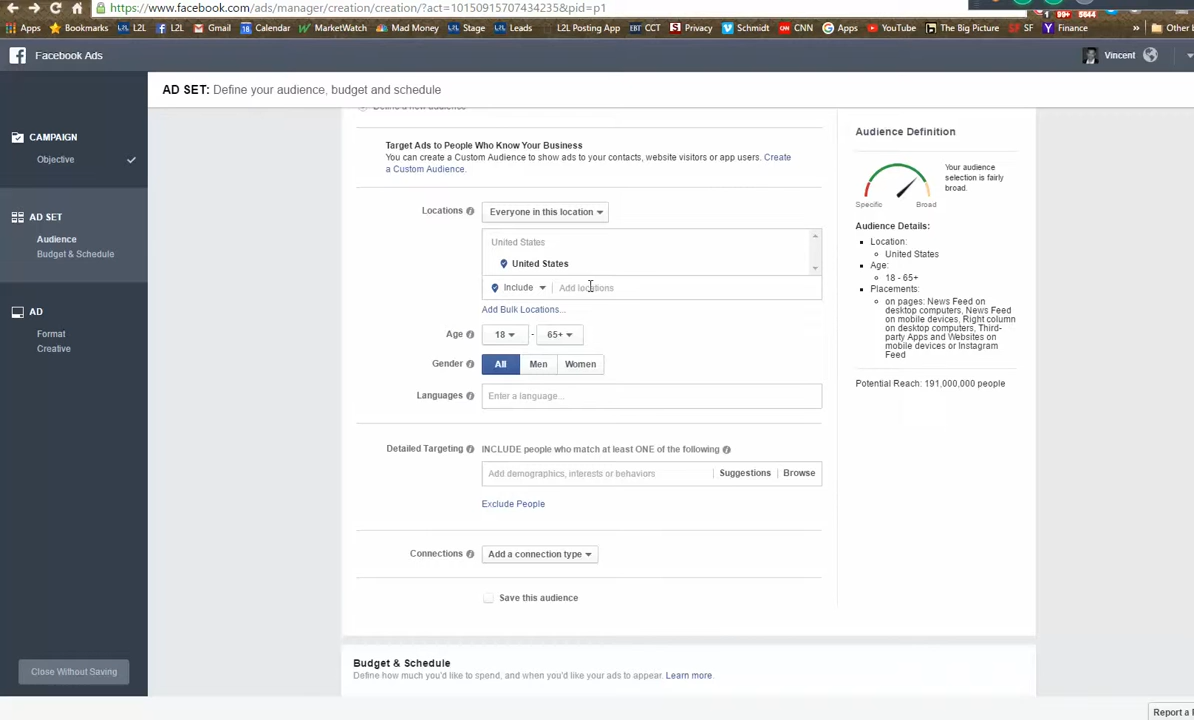 https://www.facebook.com/ads/manager/creation/creation/?act=10150915707434235&pid=p1
Apps Bookmarks L2L L2L Gmail Calendar MarketWatch Mad Money Stage Leads L2L Posting App EBT CCT Privacy Schmidt CNN Apps YouTube The Big Picture SF Finance » Other
Facebook Ads
Vincent
AD SET: Define your audience, budget and schedule
CAMPAIGN
Objective
AD SET
Audience
Budget & Schedule
AD
Format
Creative
Close Without Saving
Define a new audience
Target Ads to People Who Know Your Business
You can create a Custom Audience to show ads to your contacts, website visitors or app users. Create
a Custom Audience.
Locations
Everyone in this location
United States
United States
Include
Add locations
Add Bulk Locations...
Age
18 - 65+
Gender
All Men Women
Languages
Enter a language...
Detailed Targeting
INCLUDE people who match at least ONE of the following
Add demographics, interests or behaviors
Suggestions
Browse
Exclude People
Connections
Add a connection type
Save this audience
Budget & Schedule
Define how much you'd like to spend, and when you'd like your ads to appear. Learn more.
Audience Definition
Your audience
selection is fairly
broad.
Specific
Broad
Audience Details:
Location:
United States
Age:
18 - 65+
Placements:
on pages: News Feed on
desktop computers, News Feed
on mobile devices, Right column
on desktop computers, Third-
party Apps and Websites on
mobile devices or Instagram
Feed
Potential Reach: 191,000,000 people
Report a